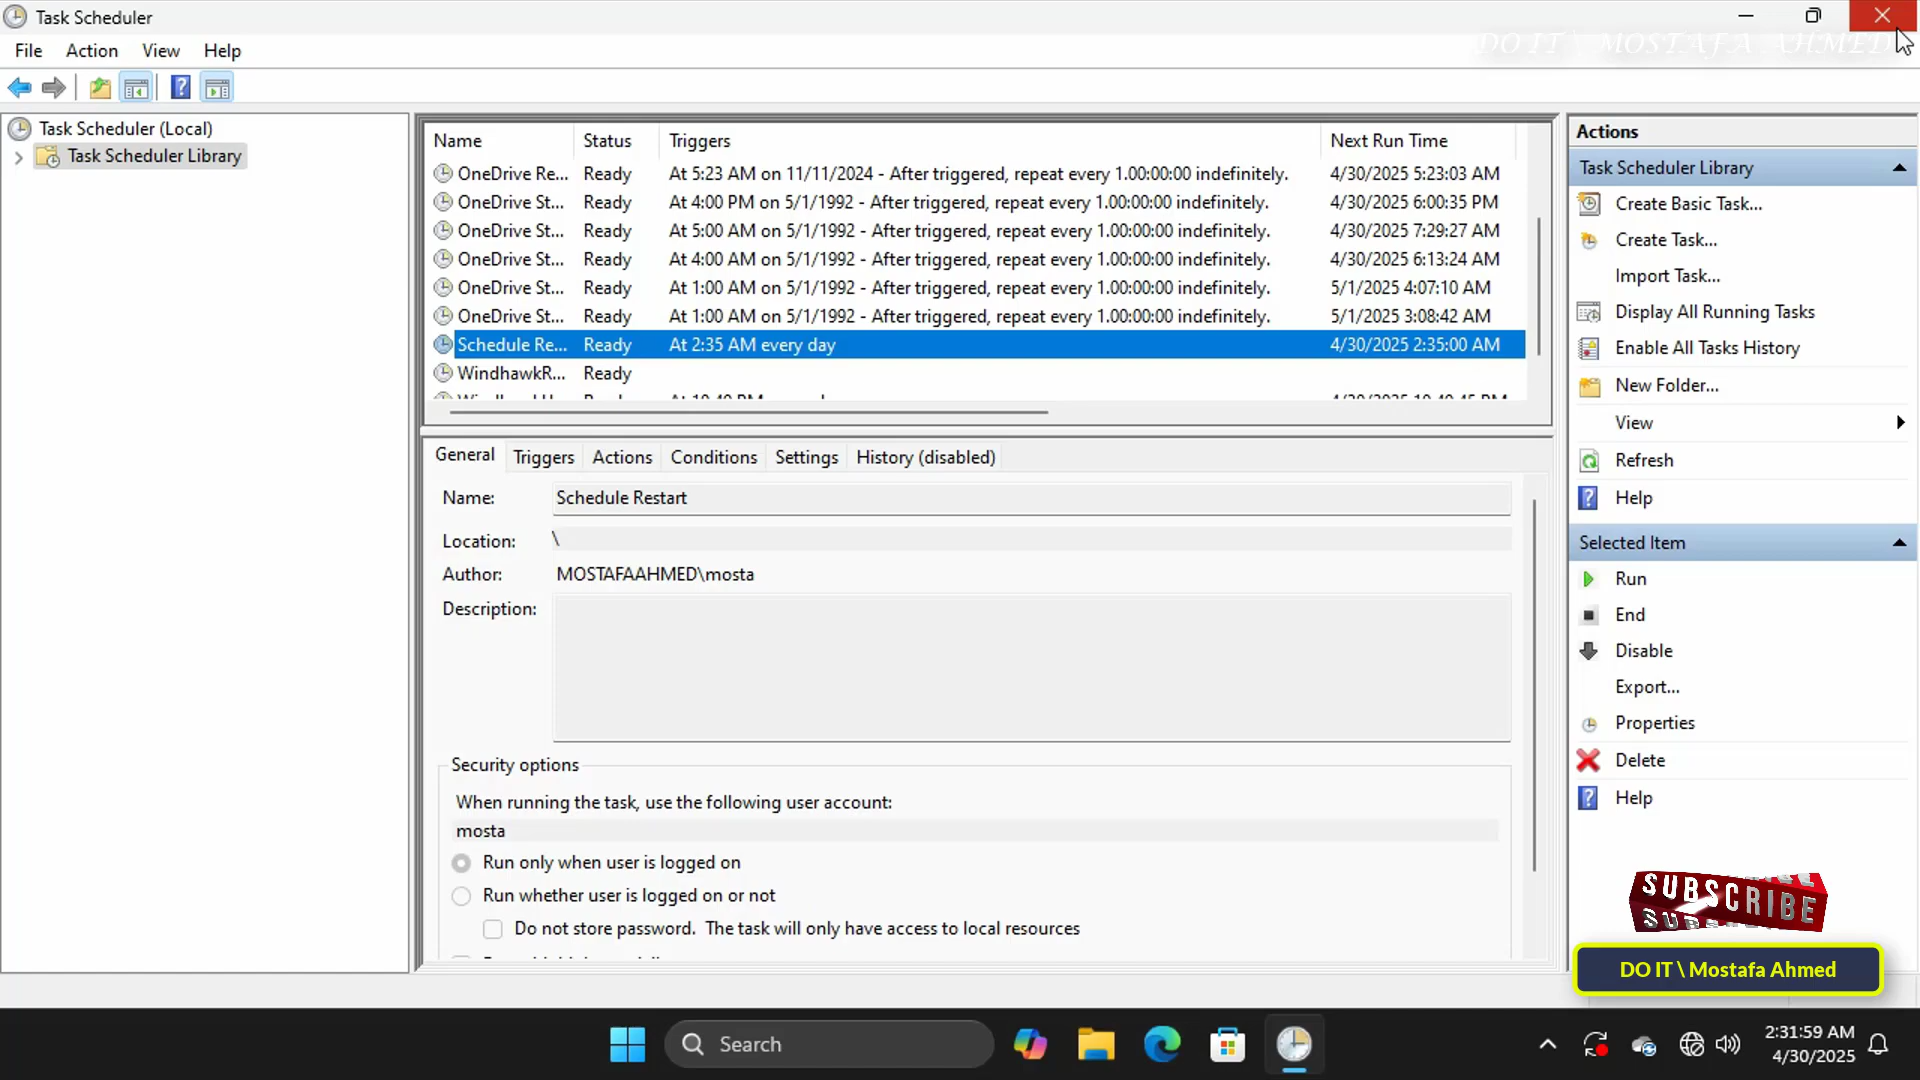 Task Scheduler
DO IT \ MOSTAFA AHMED
File Action View Help
Task Scheduler (Local)
Task Scheduler Library
Name Status Triggers Next Run Time
OneDrive Re... Ready At 5:23 AM on 11/11/2024 - After triggered, repeat every 1.00:00:00 indefinitely. 4/30/2025 5:23:03 AM
OneDrive St... Ready At 4:00 PM on 5/1/1992 - After triggered, repeat every 1.00:00:00 indefinitely. 4/30/2025 6:00:35 PM
OneDrive St... Ready At 5:00 AM on 5/1/1992 - After triggered, repeat every 1.00:00:00 indefinitely. 4/30/2025 7:29:27 AM
OneDrive St... Ready At 4:00 AM on 5/1/1992 - After triggered, repeat every 1.00:00:00 indefinitely. 4/30/2025 6:13:24 AM
OneDrive St... Ready At 1:00 AM on 5/1/1992 - After triggered, repeat every 1.00:00:00 indefinitely. 5/1/2025 4:07:10 AM
OneDrive St... Ready At 1:00 AM on 5/1/1992 - After triggered, repeat every 1.00:00:00 indefinitely. 5/1/2025 3:08:42 AM
Schedule Re... Ready At 2:35 AM every day 4/30/2025 2:35:00 AM
WindhawkR... Ready
General Triggers Actions Conditions Settings History (disabled)
Name: Schedule Restart
Location: \
Author: MOSTAFAAHMED\mosta
Description:
Security options
When running the task, use the following user account:
mosta
Run only when user is logged on
Run whether user is logged on or not
Do not store password. The task will only have access to local resources
Actions
Task Scheduler Library
Create Basic Task...
Create Task...
Import Task...
Display All Running Tasks
Enable All Tasks History
New Folder...
View
Refresh
Help
Selected Item
Run
End
Disable
Export...
Properties
Delete
Help
SUBSCRIBE
DO IT \ Mostafa Ahmed
Search
2:31:59 AM
4/30/2025